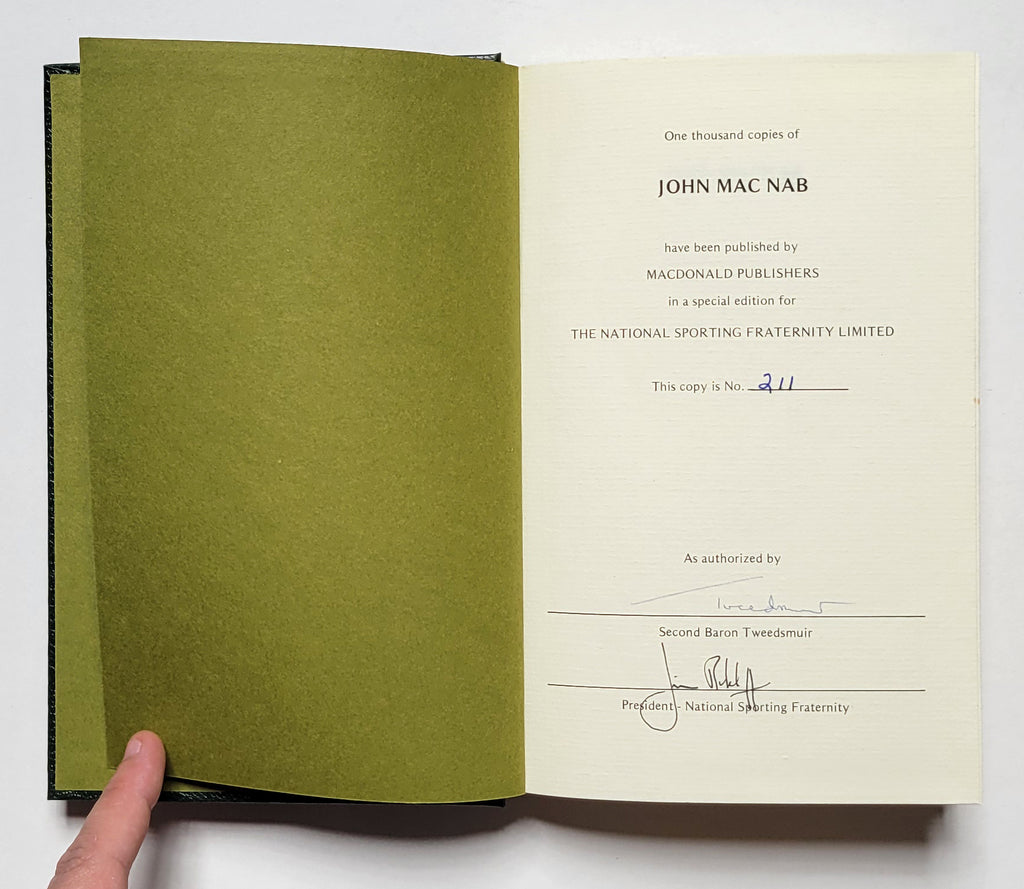 One thousand copies of
JOHN MAC NAB
have been published by
MACDONALD PUBLISHERS
in a special edition for
THE NATIONAL SPORTING FRATERNITY LIMITED
This copy is No. 211
As authorized by
Tweedsmuir
Second Baron Tweedsmuir
Jim
President - National Sporting Fraternity